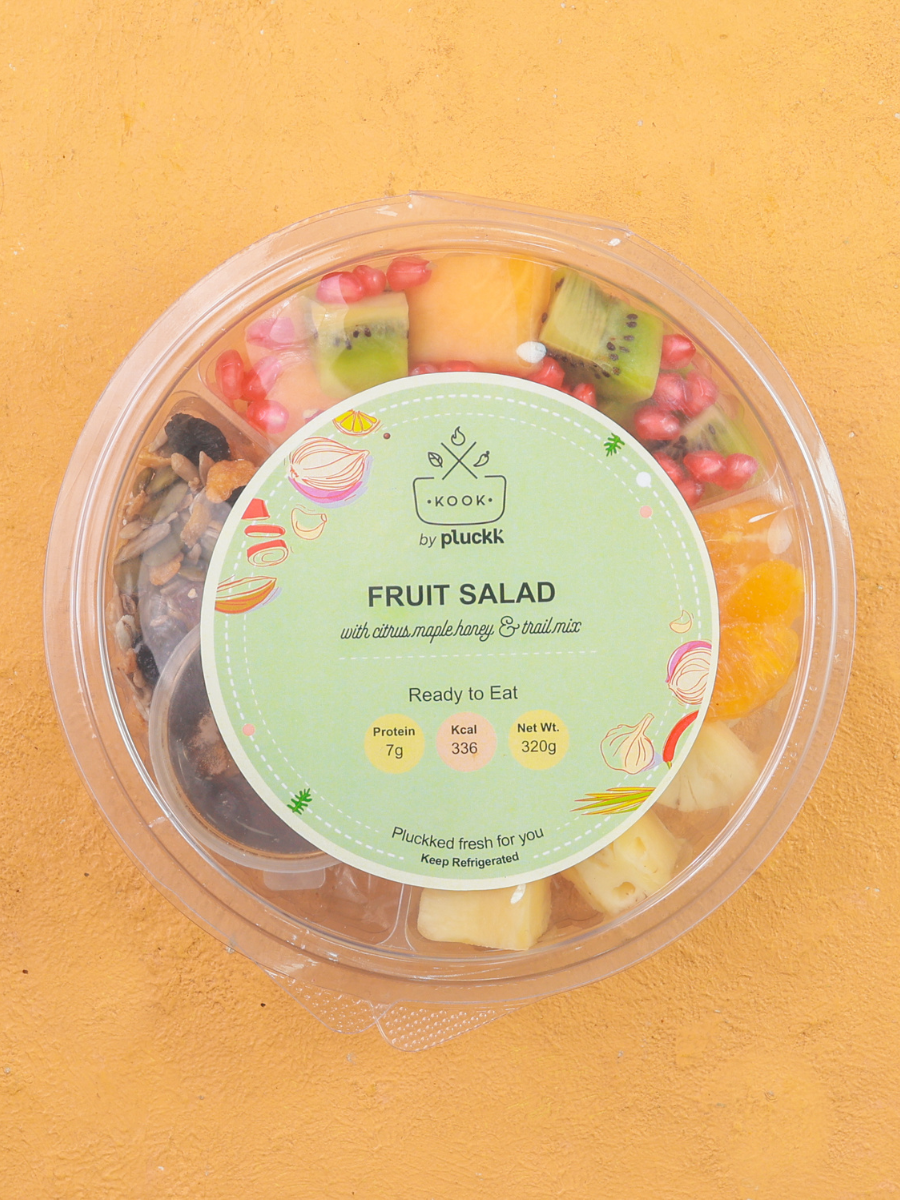 ·KOOK·
by pluckk
FRUIT SALAD
with citrus maple honey & trail mix
Ready to Eat
Protein
7g
Kcal
336
Net Wt.
320g
Pluckked fresh for you
Keep Refrigerated